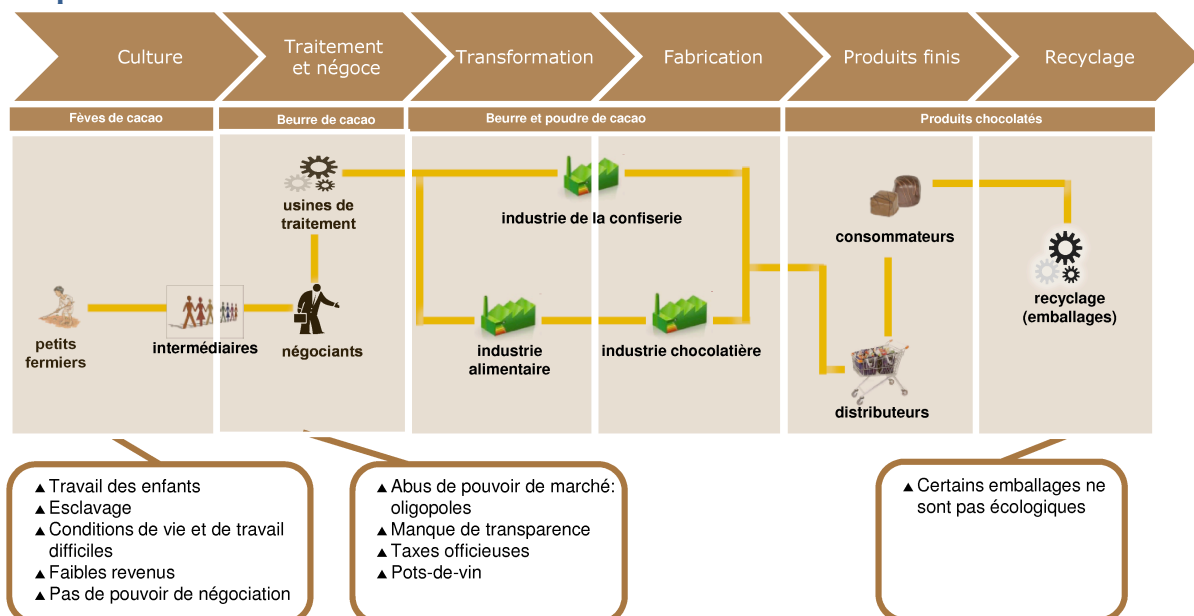 Culture
Traitement
et négoce
Transformation
Fabrication
Produits finis
Recyclage
Fèves de cacao
Beurre de cacao
Beurre et poudre de cacao
Produits chocolatés
usines de
traitement
industrie de la confiserie
consommateurs
recyclage
(emballages)
petits
fermiers
intermédiaires
négociants
industrie
alimentaire
industrie chocolatière
distributeurs
▲ Travail des enfants
▲ Esclavage
▲ Conditions de vie et de travail
difficiles
▲ Faibles revenus
▲ Pas de pouvoir de négociation
▲ Abus de pouvoir de marché:
oligopoles
▲ Manque de transparence
▲ Taxes officieuses
▲ Pots-de-vin
▲ Certains emballages ne
sont pas écologiques